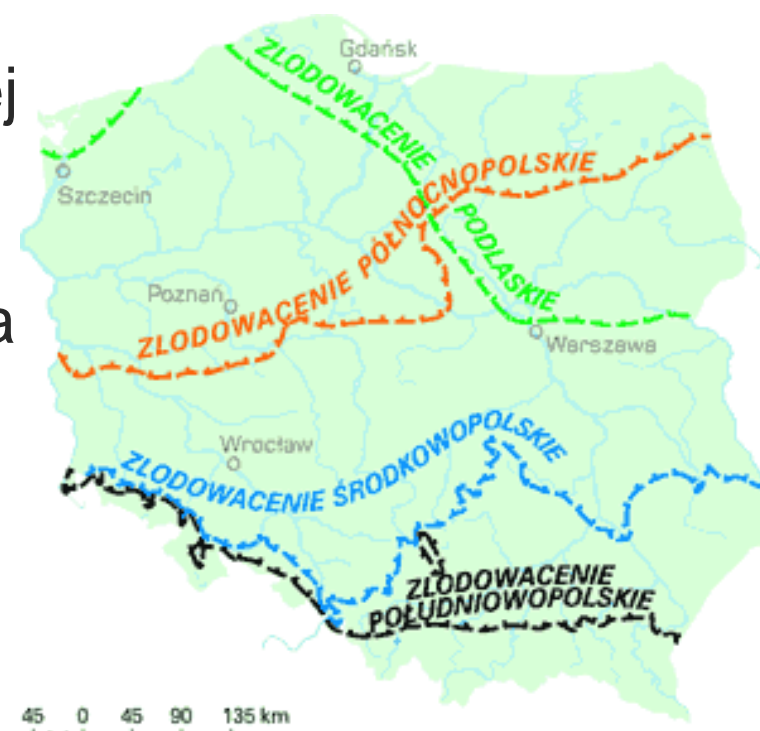 ej
a
Gdańsk
ZLODOWACENIE
PODLASKIE
Szczecin
ZLODOWACENIE PÓŁNOCNOPOLSKIE
Poznań
Warszawa
Wrocław
ZLODOWACENIE ŚRODKOWOPOLSKIE
ZLODOWACENIE
POŁUDNIOWOPOLSKIE
45 0 45 90 135 km